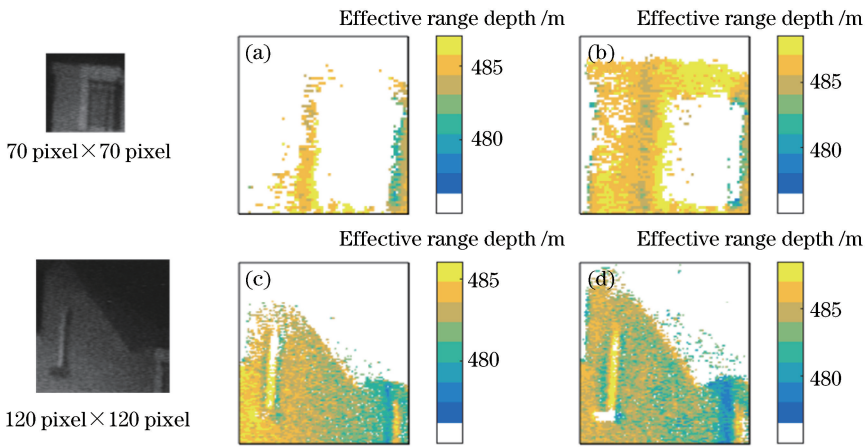 Effective range depth /m
Effective range depth /m
(a)
485
480
(b)
485
480
70 pixel×70 pixel
Effective range depth /m
Effective range depth /m
(c)
485
480
(d)
485
480
120 pixel×120 pixel